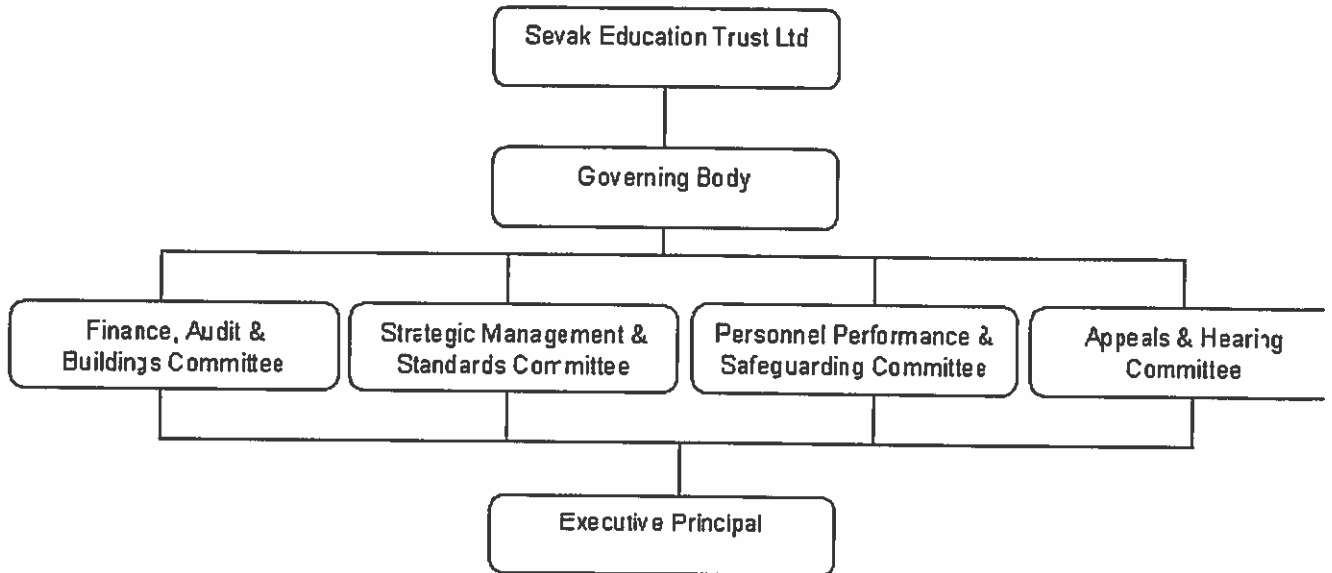 Sevak Education Trust Ltd
Governing Body
Finance, Audit &
Buildings Committee
Strategic Management &
Standards Committee
Personnel Performance &
Safeguarding Committee
Appeals & Hearing
Committee
Executive Principal